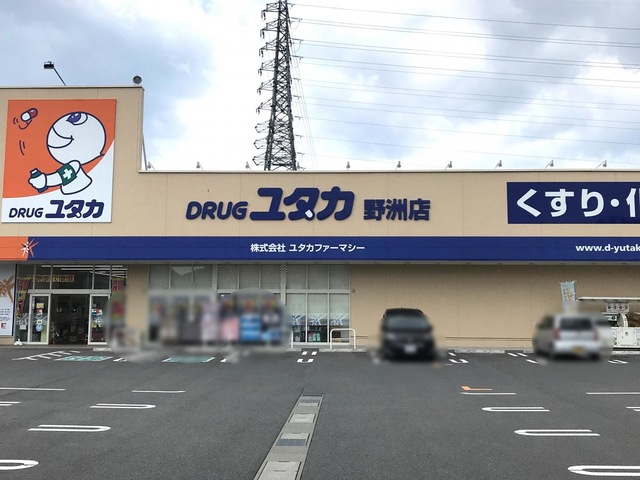 DRUG ユタカ
DRUG ユタカ 野洲店
くすり・
株式会社 ユタカファーマシー
www.d-yutak